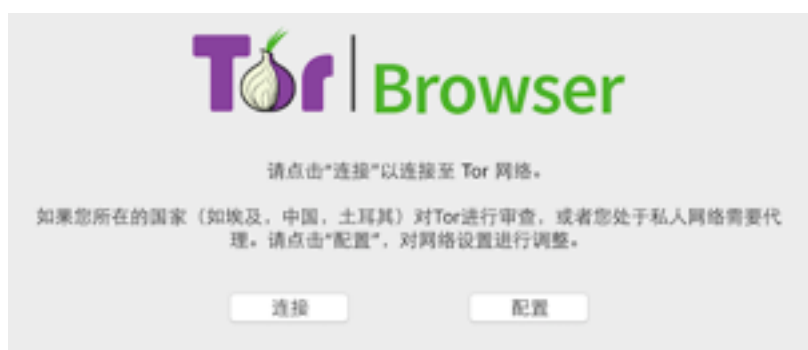 Tor Browser
请点击“连接”以连接至 Tor 网络。
如果您所在的国家（如埃及，中国，土耳其）对Tor进行审查，或者您处于私人网络需要代
理。请点击“配置”，对网络设置进行调整。
连接 配置